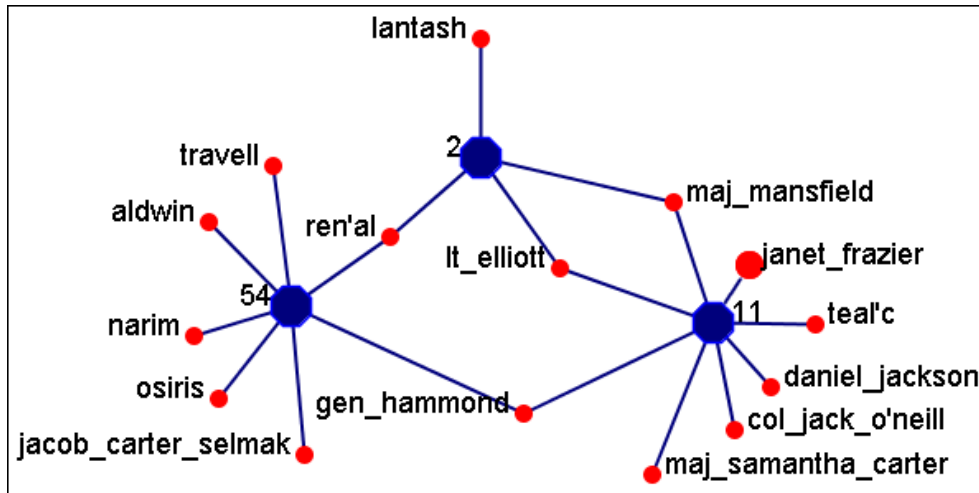 lantash
2
travell
maj_mansfield
aldwin
ren'al
lt_elliott
janet_frazier
54
11
narim
teal'c
osiris
gen_hammond
daniel_jackson
col_jack_o'neill
jacob_carter_selmak
maj_samantha_carter